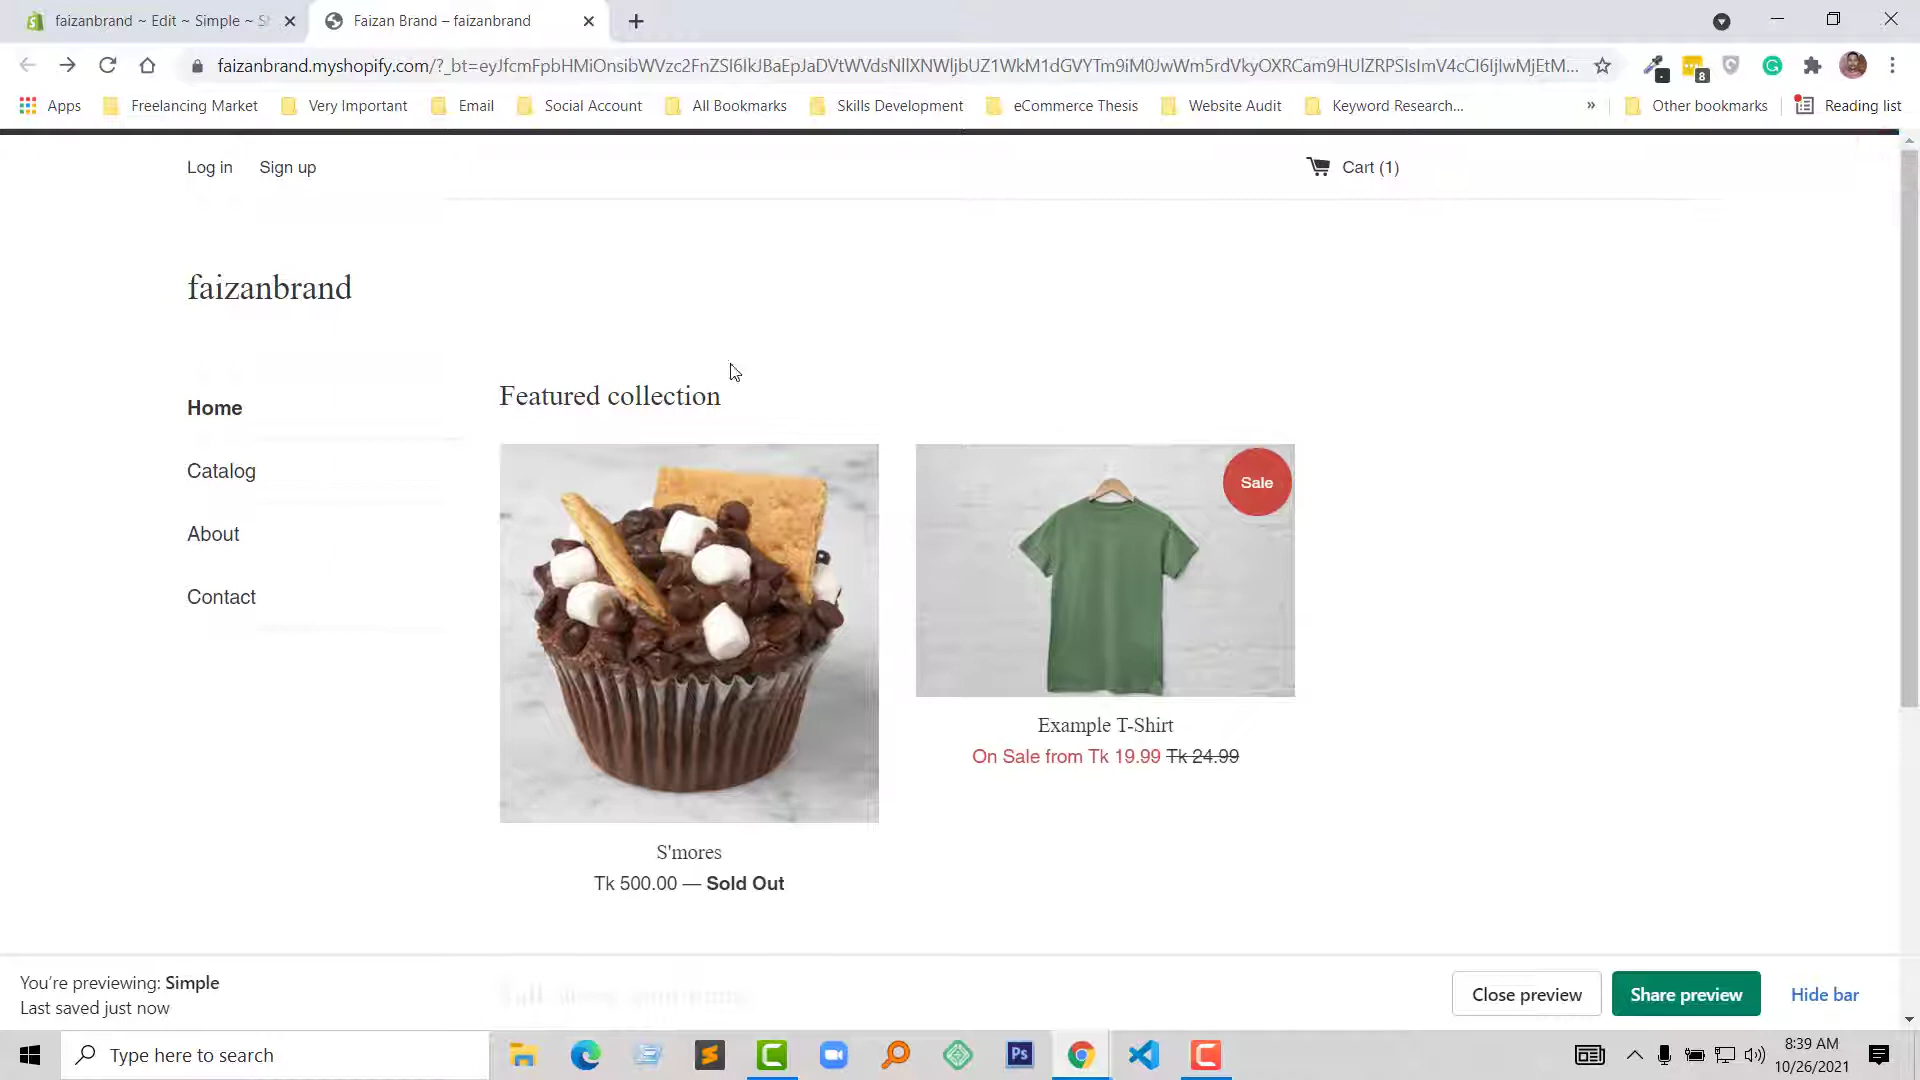 faizanbrand ~ Edit ~ Simple ~ S
Faizan Brand – faizanbrand
faizanbrand.myshopify.com/?_bt=
Apps
Freelancing Market
Very Important
Email
Social Account
All Bookmarks
Skills Development
eCommerce Thesis
Website Audit
Keyword Research...
»
Other bookmarks
Reading list
8
Log in
Sign up
Cart (1)
faizanbrand
Home
Catalog
About
Contact
Featured collection
S'mores
Tk 500.00 — Sold Out
Sale
Example T-Shirt
On Sale from Tk 19.99 Tk 24.99
You're previewing: Simple
Last saved just now
Close preview
Share preview
Hide bar
Type here to search
Ps
8:39 AM
10/26/2021